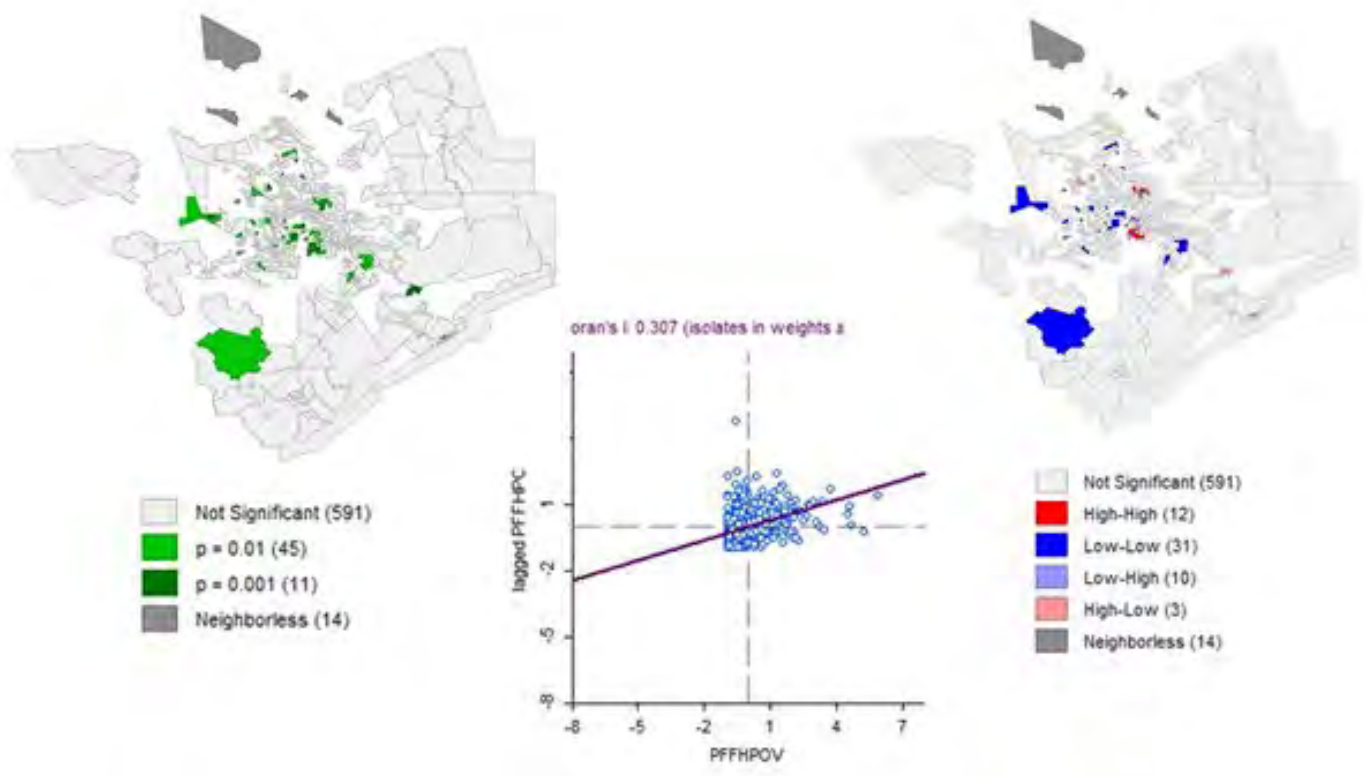 oran's I: 0.307 (isolates in weights a
Not Significant (591)
p = 0.01 (45)
p = 0.001 (11)
Neighborless (14)
lagged PFFHPC
1
-2
-5
-8
-8
-5
-2
1
4
7
PFFHPOV
Not Significant (591)
High-High (12)
Low-Low (31)
Low-High (10)
High-Low (3)
Neighborless (14)